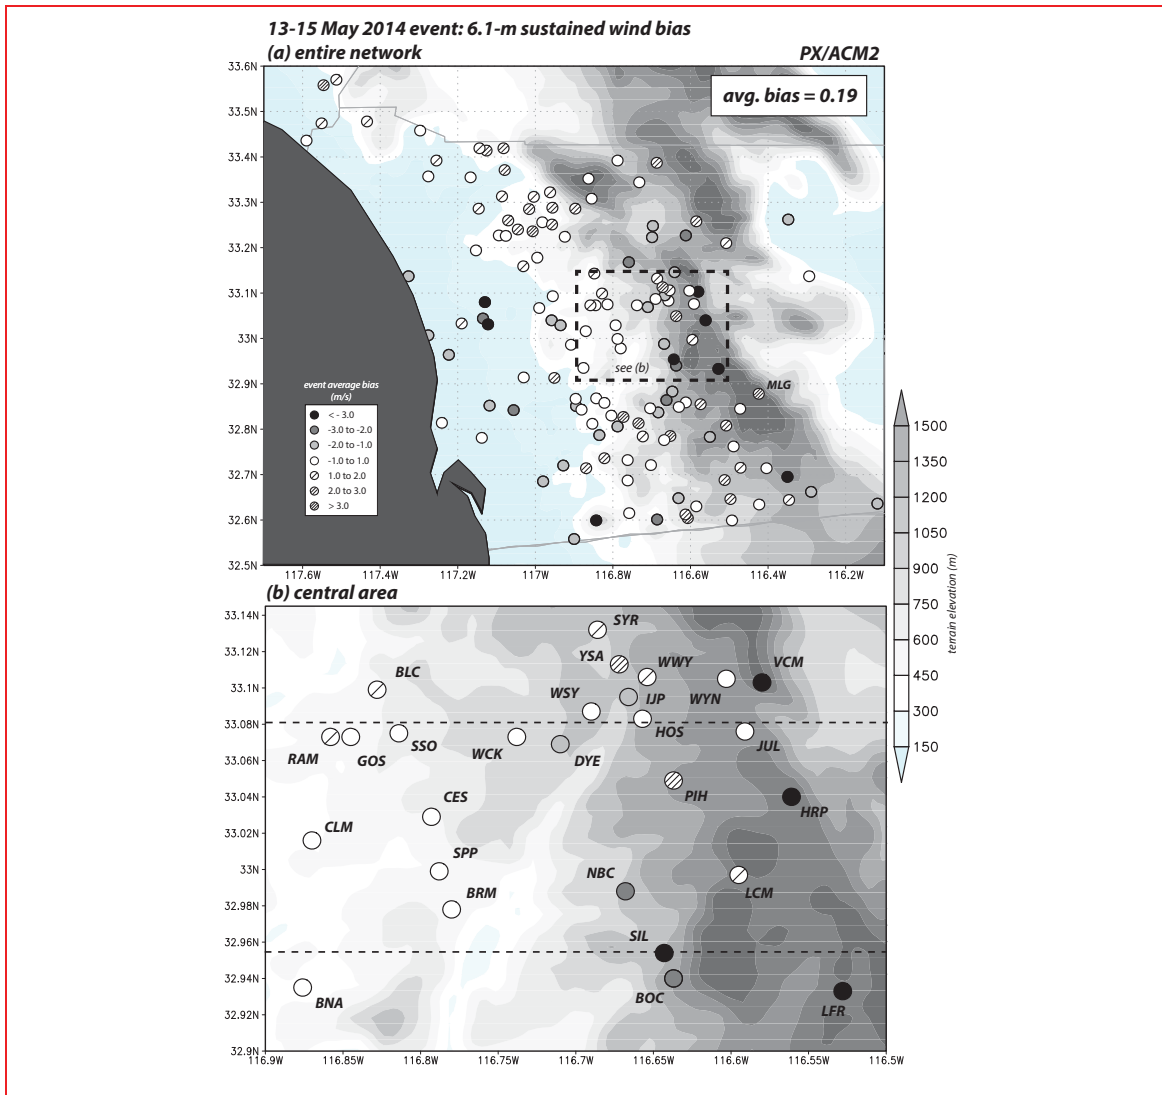 13-15 May 2014 event: 6.1-m sustained wind bias
(a) entire network PX/ACM2
avg. bias = 0.19
33.6N
33.5N
33.4N
33.3N
33.2N
33.1N
33N
32.9N
32.8N
32.7N
32.6N
32.5N
see (b)
MLG
event average bias
(m/s)
< - 3.0
-3.0 to -2.0
-2.0 to -1.0
-1.0 to 1.0
1.0 to 2.0
2.0 to 3.0
> 3.0
117.6W 117.4W 117.2W 117W 116.8W 116.6W 116.4W 116.2W
1500
1350
1200
1050
900
750
600
450
300
150
terrain elevation (m)
(b) central area
33.14N
33.12N
33.1N
33.08N
33.06N
33.04N
33.02N
33N
32.98N
32.96N
32.94N
32.92N
32.9N
SYR
YSA
WWY
VCM
BLC
WSY
IJP
WYN
HOS
JUL
RAM
GOS
SSO
WCK
DYE
PIH
HRP
CES
CLM
SPP
NBC
BRM
LCM
SIL
BOC
BNA
LFR
116.9W 116.85W 116.8W 116.75W 116.7W 116.65W 116.6W 116.55W 116.5W